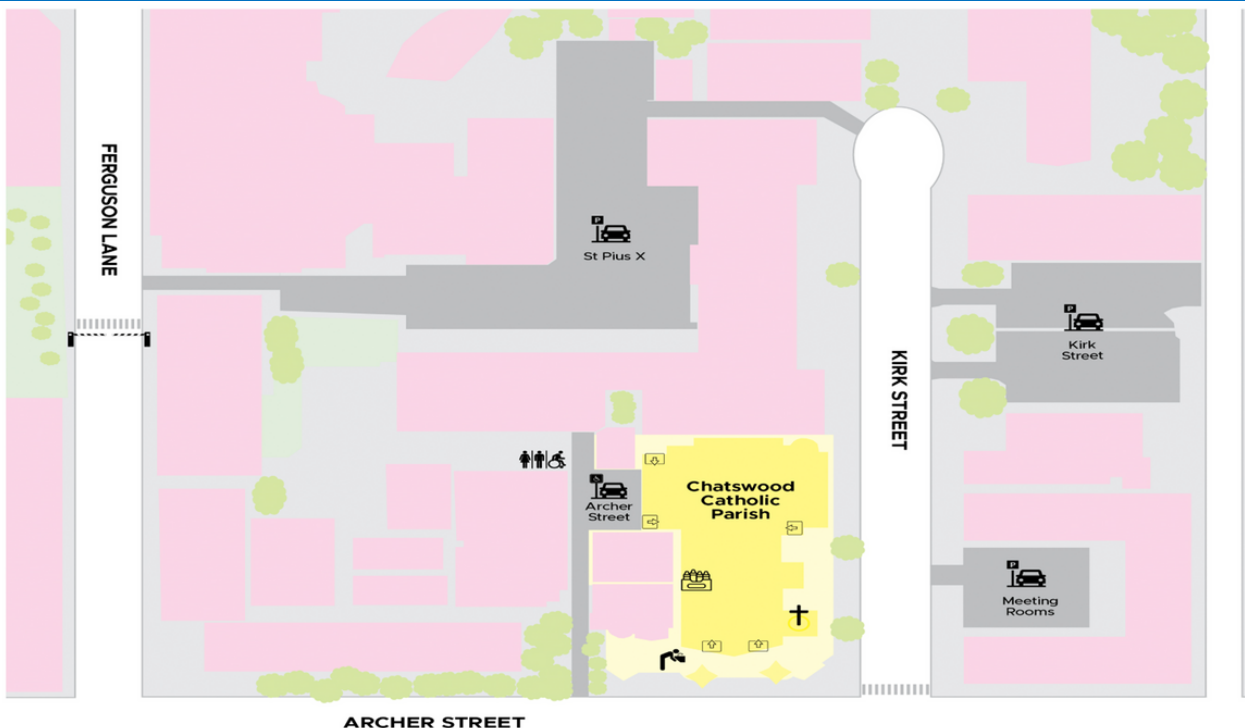 FERGUSON LANE
P
St Pius X
P
Kirk
Street
KIRK STREET
Chatswood
Catholic
Parish
Archer
Street
P
Meeting
Rooms
ARCHER STREET